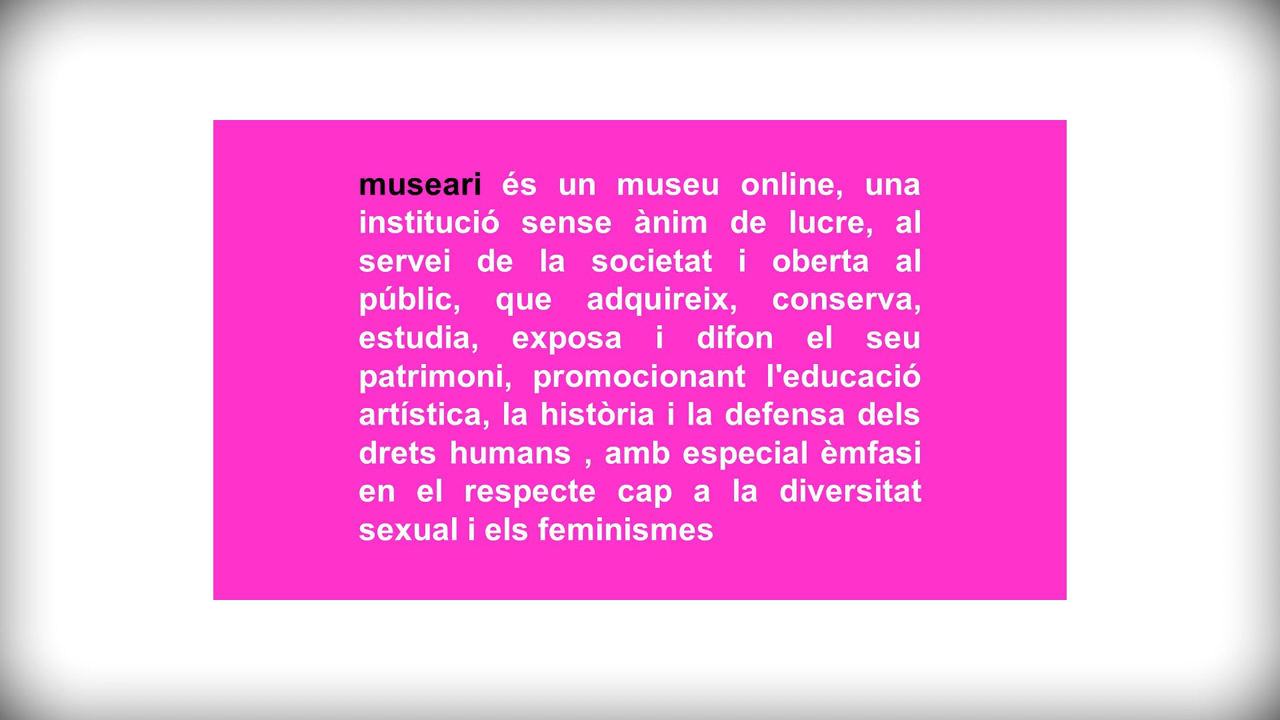 museari és un museu online, una
institució sense ànim de lucre, al
servei de la societat i oberta al
públic, que adquireix, conserva,
estudia, exposa i difon el seu
patrimoni, promocionant l'educació
artística, la història i la defensa dels
drets humans , amb especial èmfasi
en el respecte cap a la diversitat
sexual i els feminismes